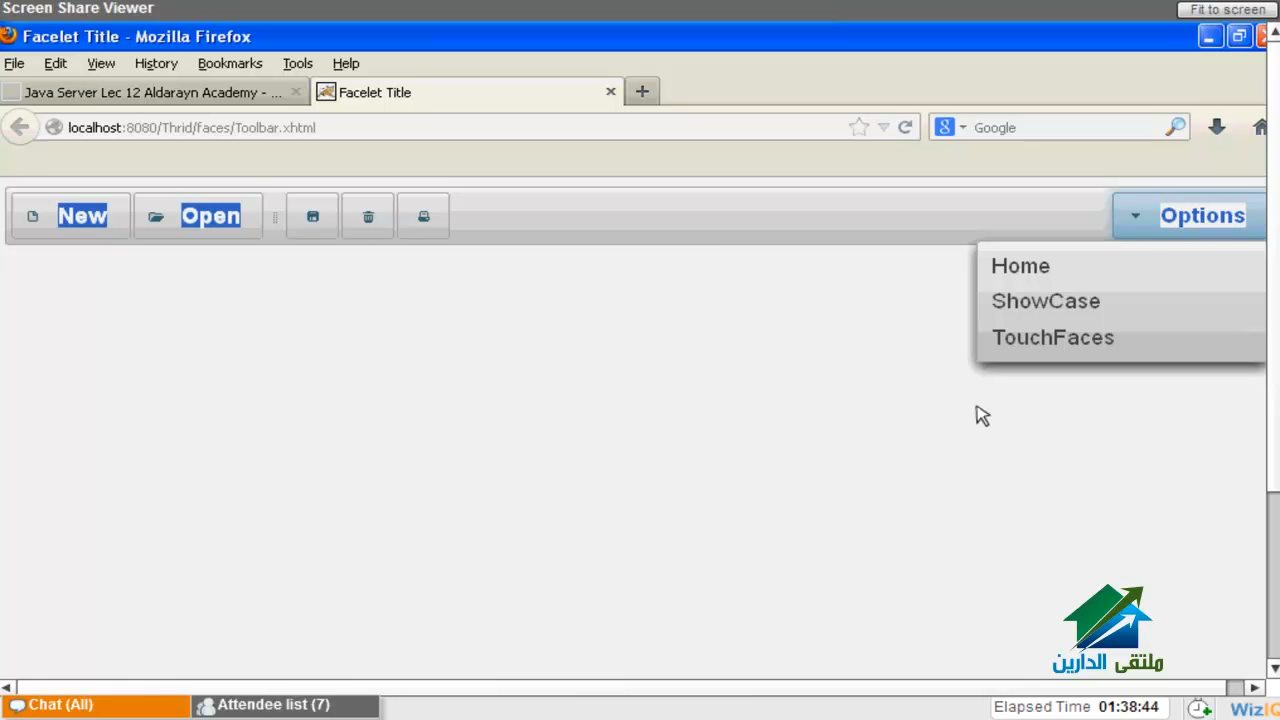 Screen Share Viewer
Fit to screen
Facelet Title - Mozilla Firefox
File Edit View History Bookmarks Tools Help
Java Server Lec 12 Aldarayn Academy - ...
Facelet Title
localhost:8080/Thrid/faces/Toolbar.xhtml
Google
New
Open
Options
Home
ShowCase
TouchFaces
ملتقى الدارين
Chat (All)
Attendee list (7)
Elapsed Time 01:38:44